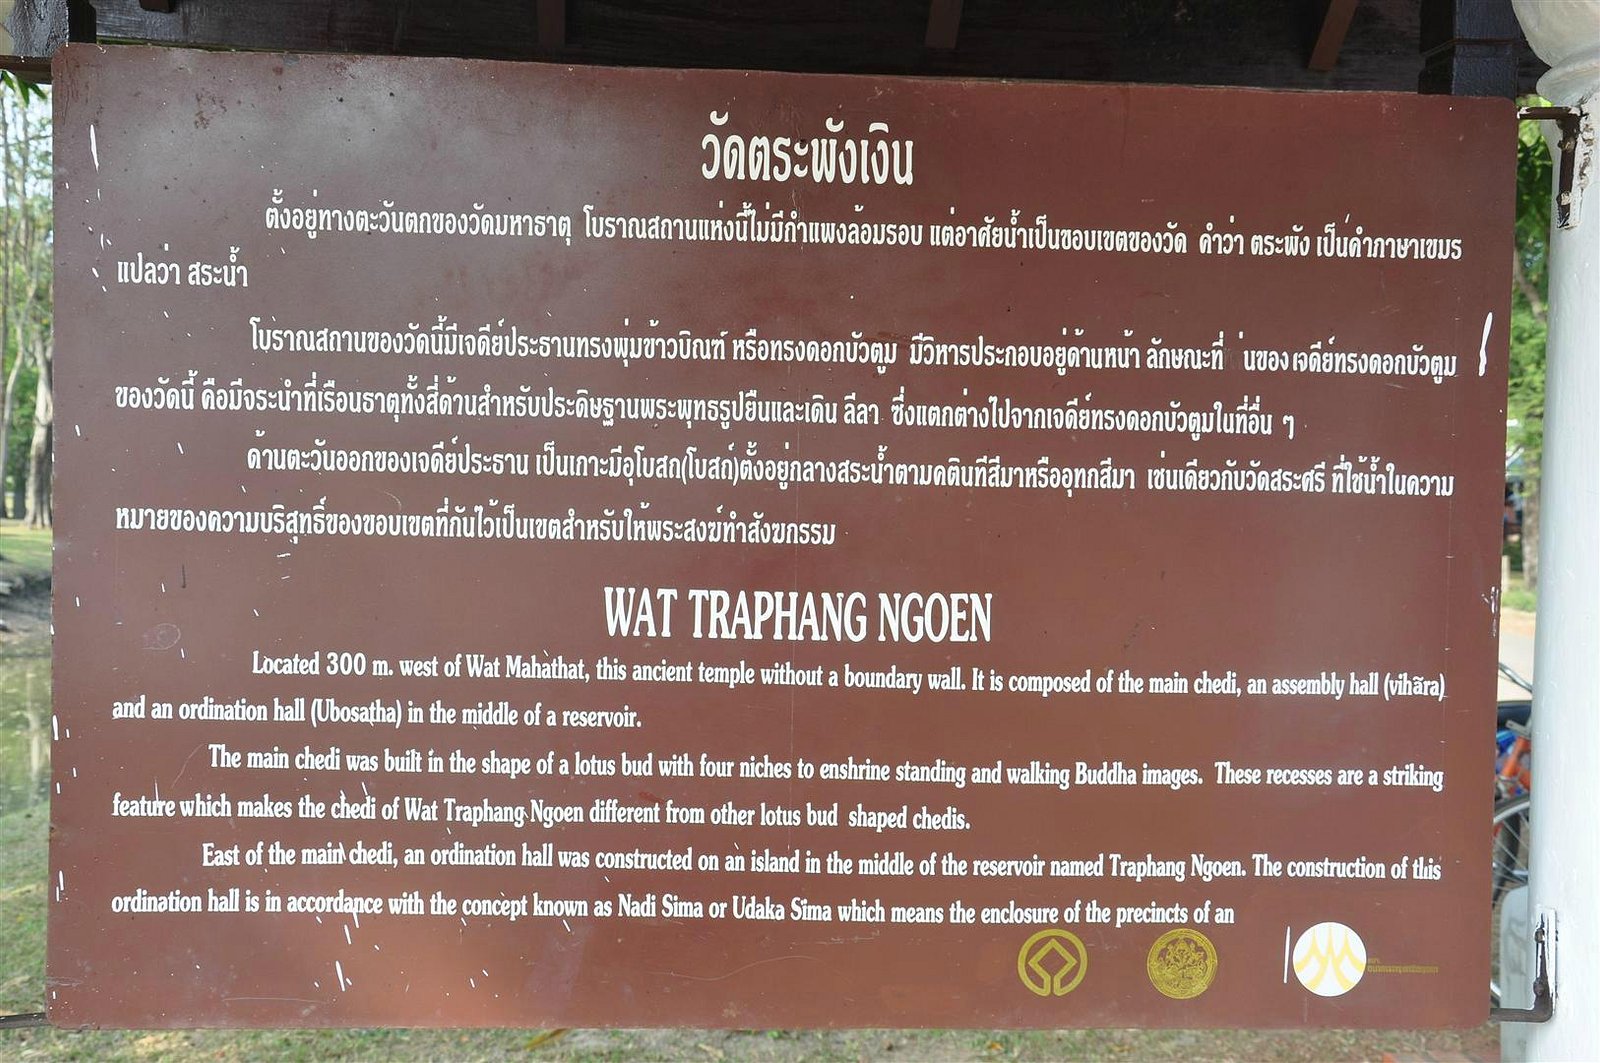 วัดตระพังเงิน
ตั้งอยู่ทางตะวันตกของวัดมหาธาตุ โบราณสถานแห่งนี้ไม่มีกำแพงล้อมรอบ แต่อาศัยน้ำเป็นขอบเขตของวัด คำว่า ตระพัง เป็นคำภาษาเขมร
แปลว่า สระน้ำ
โบราณสถานของวัดนี้มีเจดีย์ประธานทรงพุ่มข้าวบิณฑ์ หรือทรงดอกบัวตูม มีวิหารประกอบอยู่ด้านหน้า ลักษณะที่ ่นของเจดีย์ทรงดอกบัวตูม
ของวัดนี้ คือมีจระนำที่เรือนธาตุทั้งสี่ด้านสำหรับประดิษฐานพระพุทธรูปยืนและเดิน ลีลา ซึ่งแตกต่างไปจากเจดีย์ทรงดอกบัวตูมในที่อื่น ๆ
ด้านตะวันออกของเจดีย์ประธาน เป็นเกาะมีอุโบสถ(โบสถ์)ตั้งอยู่กลางสระน้ำตามคตินทีสีมาหรืออุทกสีมา เช่นเดียวกับวัดสระศรี ที่ใช้น้ำในความ
หมายของความบริสุทธิ์ของขอบเขตที่กันไว้เป็นเขตสำหรับให้พระสงฆ์ทำสังฆกรรม
WAT TRAPHANG NGOEN
Located 300 m. west of Wat Mahathat, this ancient temple without a boundary wall. It is composed of the main chedi, an assembly hall (vihãra)
and an ordination hall (Ubosatha) in the middle of a reservoir.
The main chedi was built in the shape of a lotus bud with four niches to enshrine standing and walking Buddha images. These recesses are a striking
feature which makes the chedi of Wat Traphang Ngoen different from other lotus bud shaped chedis.
East of the main chedi, an ordination hall was constructed on an island in the middle of the reservoir named Traphang Ngoen. The construction of this
ordination hall is in accordance with the concept known as Nadi Sima or Udaka Sima which means the enclosure of the precincts of an